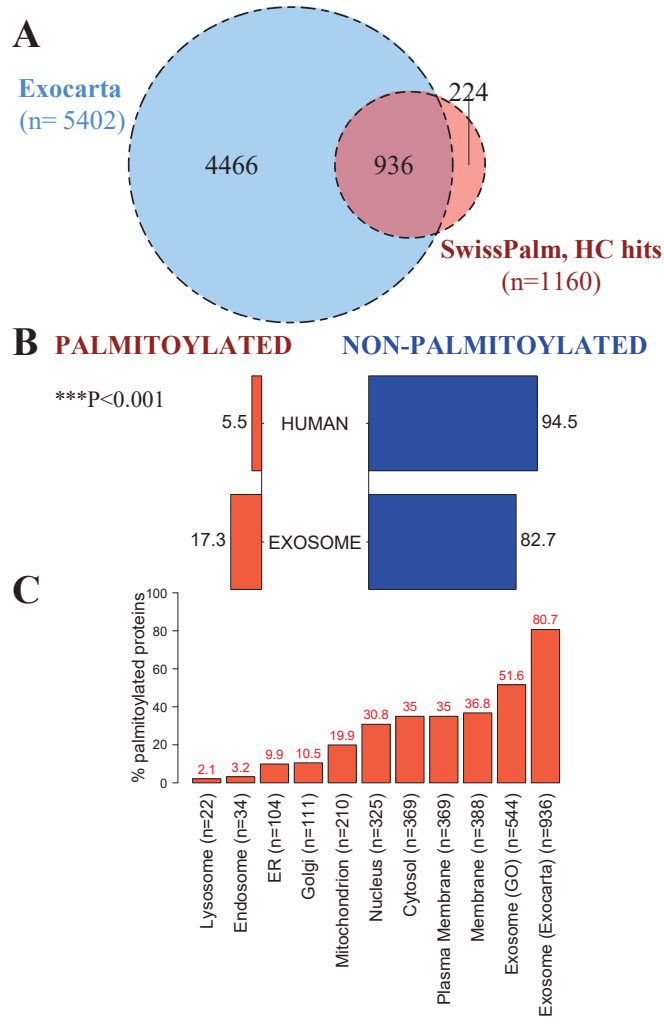 A
Exocarta
(n= 5402)
224
4466
936
SwissPalm, HC hits
(n=1160)
B
PALMITOYLATED
NON-PALMITOYLATED
***P<0.001
5.5
HUMAN
94.5
17.3
EXOSOME
82.7
C
% palmitoylated proteins
100
80
60
40
20
0
2.1
3.2
9.9
10.5
19.9
30.8
35
35
36.8
51.6
80.7
Lysosome (n=22)
Endosome (n=34)
ER (n=104)
Golgi (n=111)
Mitochondrion (n=210)
Nucleus (n=325)
Cytosol (n=369)
Plasma Membrane (n=369)
Membrane (n=388)
Exosome (GO) (n=544)
Exosome (Exocarta) (n=936)